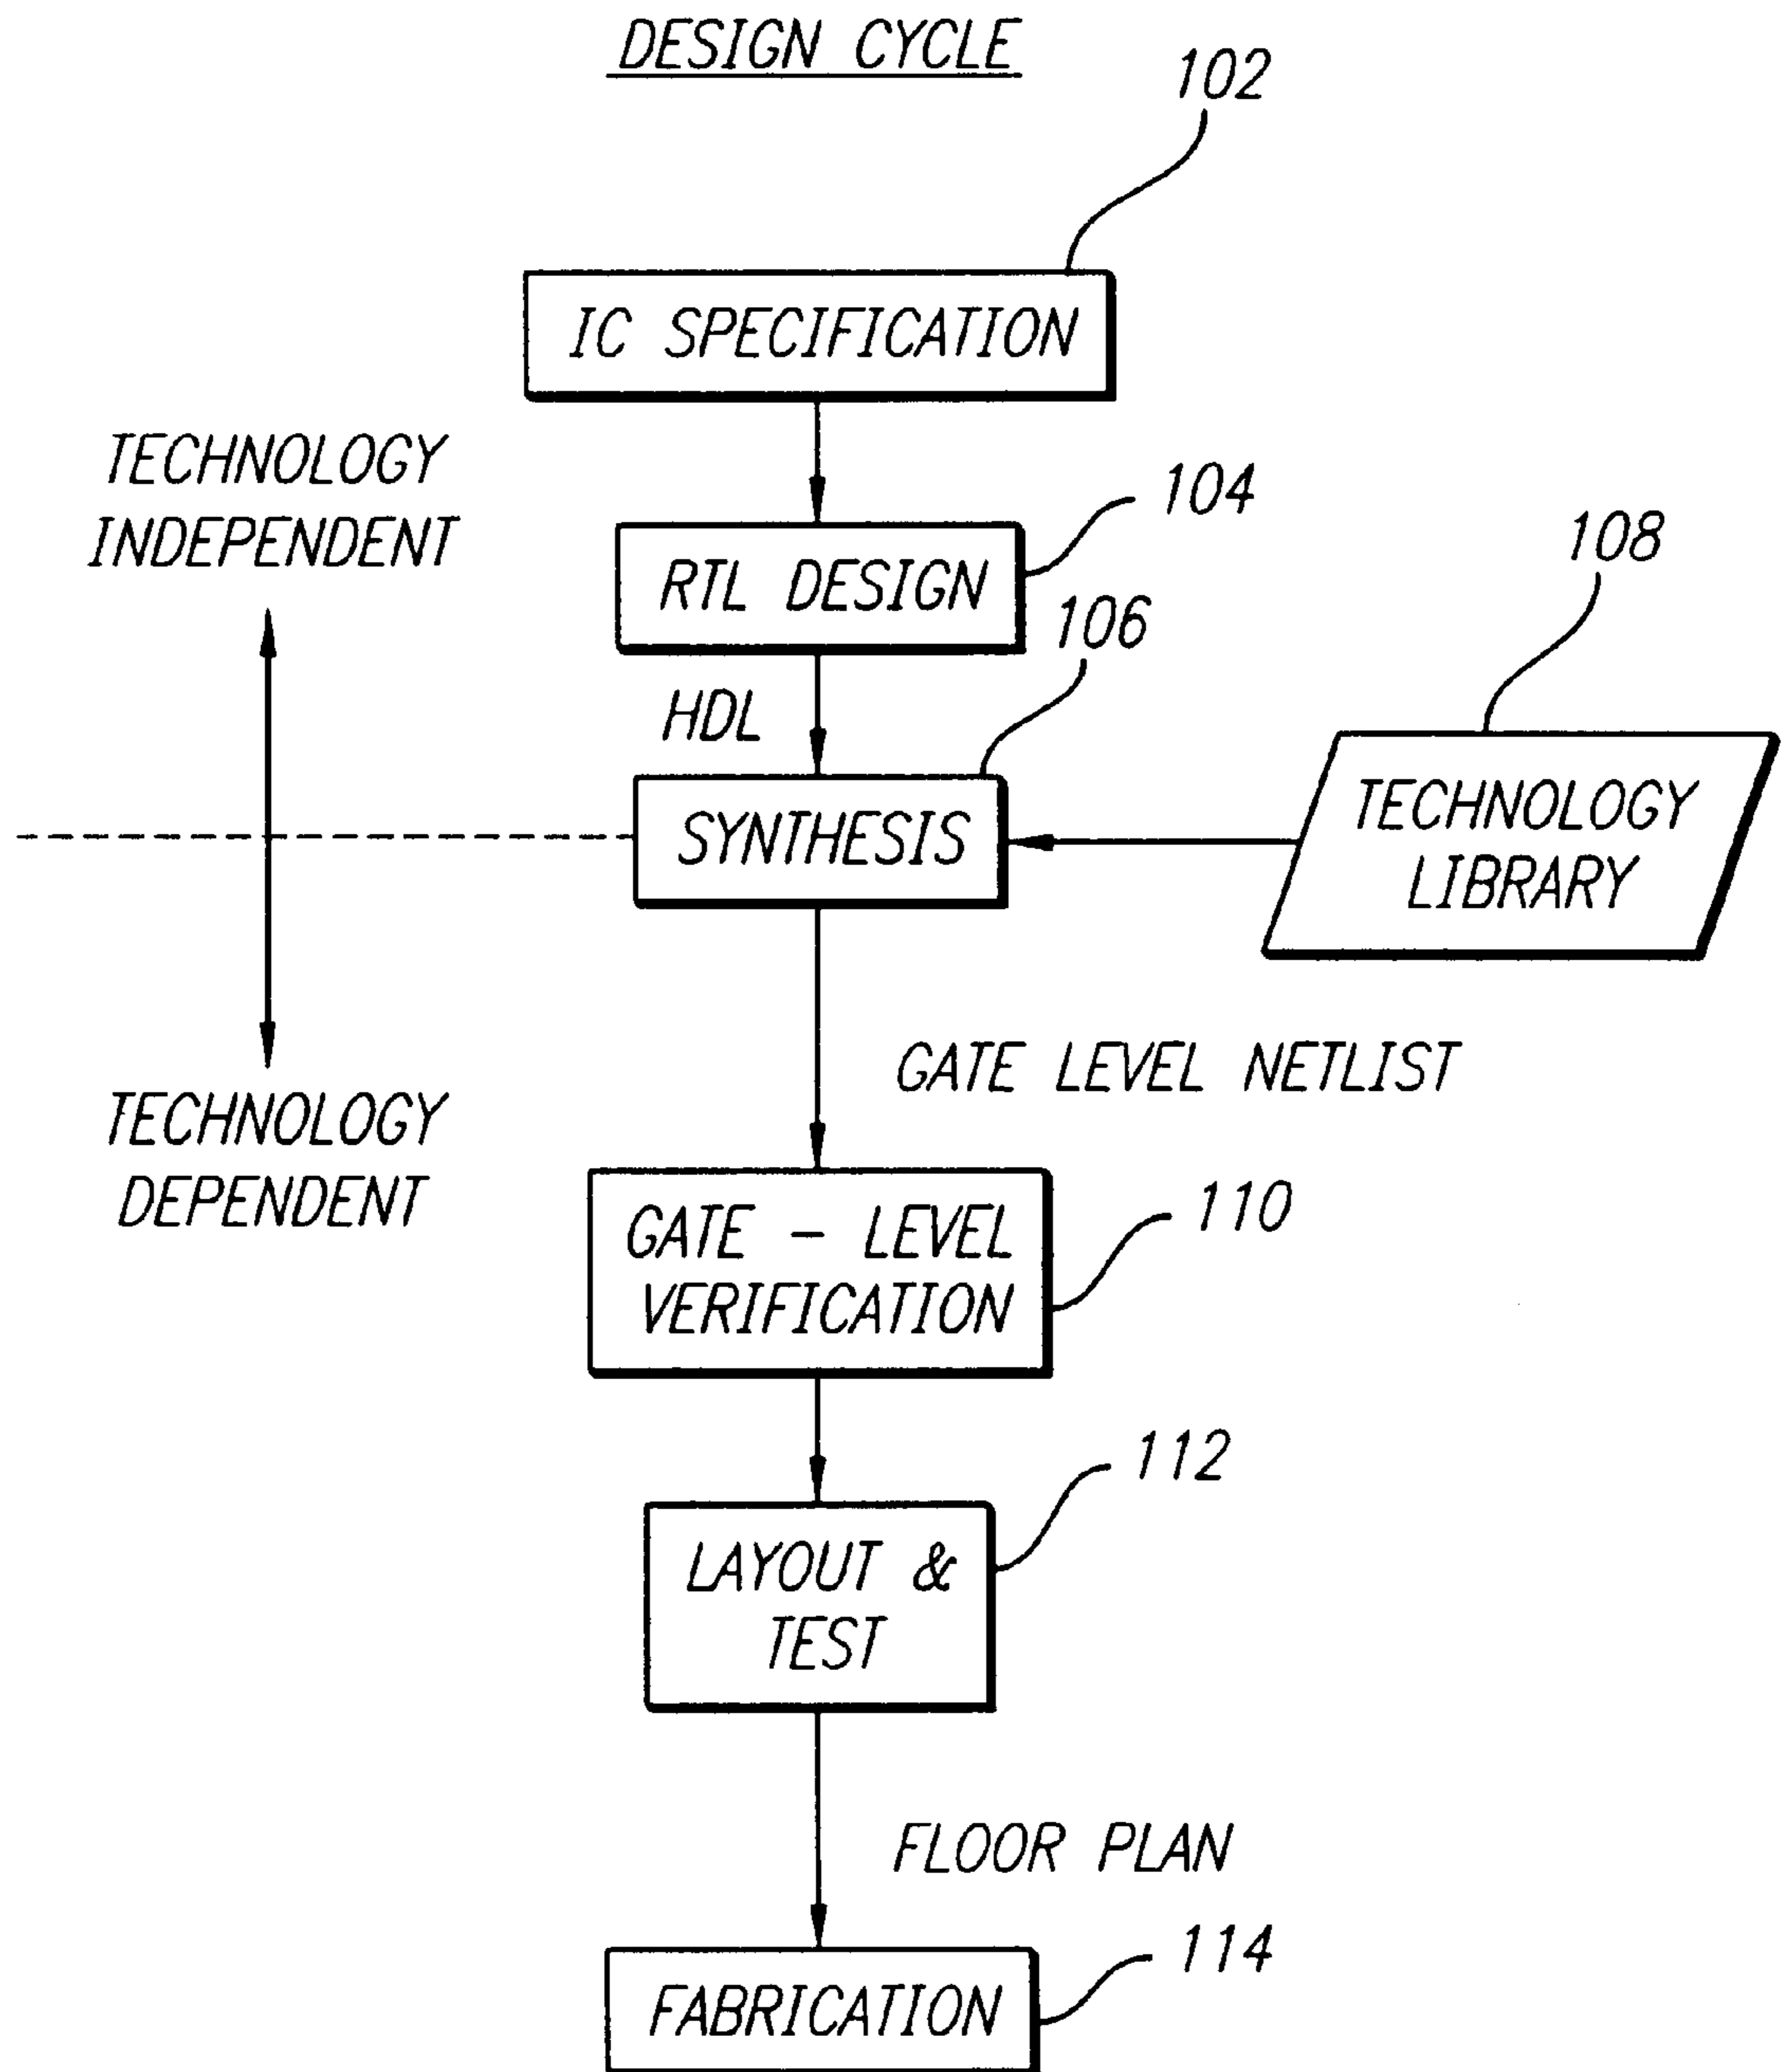 DESIGN CYCLE
102
IC SPECIFICATION
TECHNOLOGY
INDEPENDENT
104
RTL DESIGN
108
106
HDL
TECHNOLOGY
LIBRARY
SYNTHESIS
GATE LEVEL NETLIST
TECHNOLOGY
DEPENDENT
110
GATE - LEVEL
VERIFICATION
112
LAYOUT &
TEST
FLOOR PLAN
114
FABRICATION